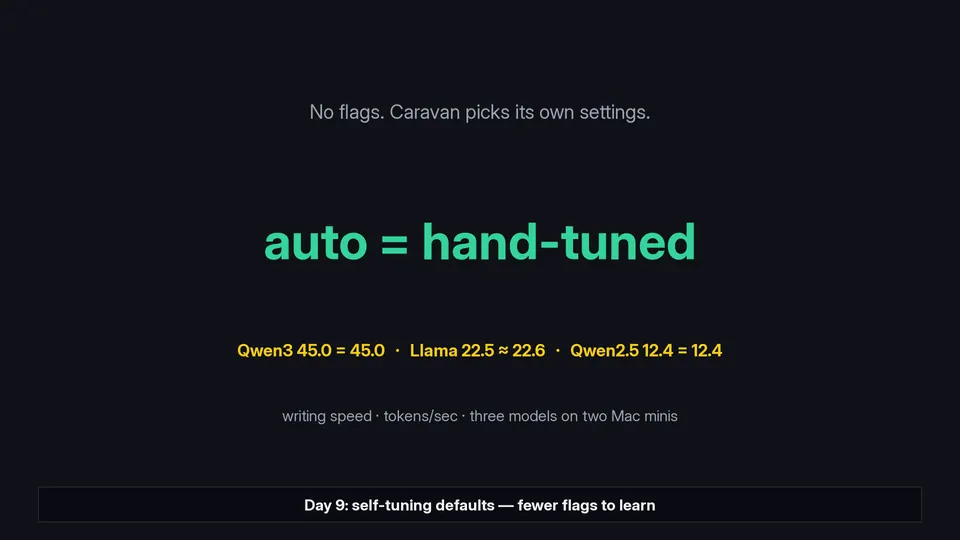 No flags. Caravan picks its own settings.
auto = hand-tuned
Qwen3 45.0 = 45.0 · Llama 22.5 ≈ 22.6 · Qwen2.5 12.4 = 12.4
writing speed · tokens/sec · three models on two Mac minis
Day 9: self-tuning defaults — fewer flags to learn